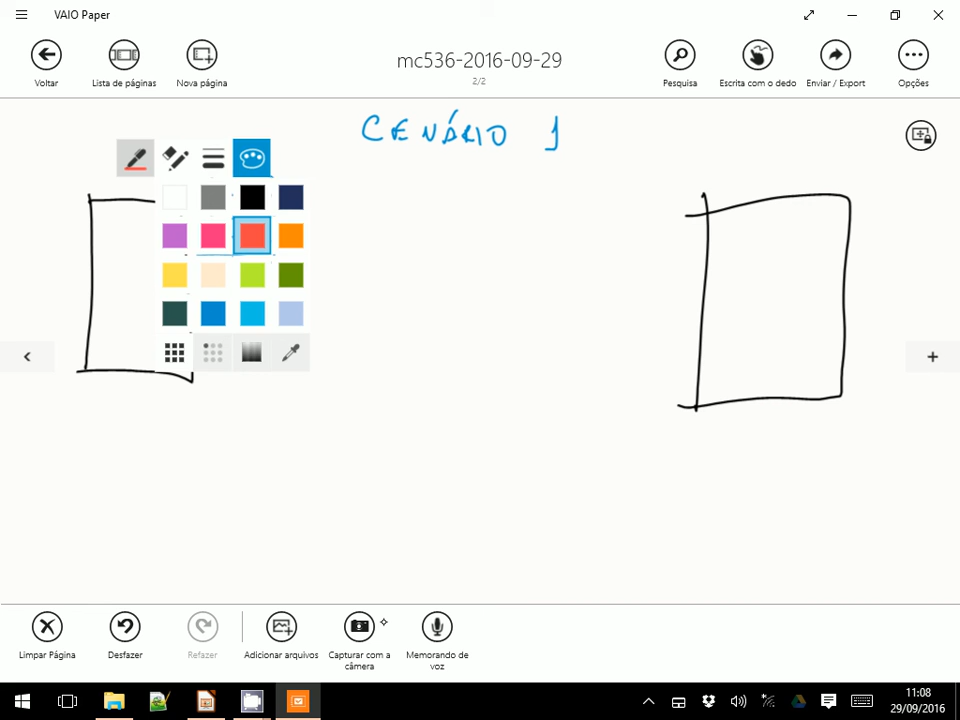 VAIO Paper
Voltar
Lista de páginas
Nova página
mc536-2016-09-29
2/2
Pesquisa
Escrita com o dedo
Enviar / Export
Opções
CENÁRIO 1
Limpar Página
Desfazer
Refazer
Adicionar arquivos
Capturar com a
câmera
Memorando de
voz
11:08
29/09/2016